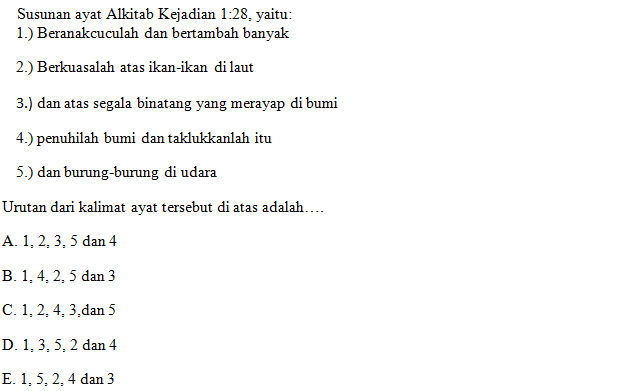 Susunan ayat Alkitab Kejadian 1:28, yaitu:
1.) Beranakcuculah dan bertambah banyak
2.) Berkuasalah atas ikan-ikan di laut
3.) dan atas segala binatang yang merayap di bumi
4.) penuhilah bumi dan taklukkanlah itu
5.) dan burung-burung di udara
Urutan dari kalimat ayat tersebut di atas adalah….
A. 1, 2, 3, 5 dan 4
B. 1, 4, 2, 5 dan 3
C. 1, 2, 4, 3,dan 5
D. 1, 3, 5, 2 dan 4
E. 1, 5, 2, 4 dan 3